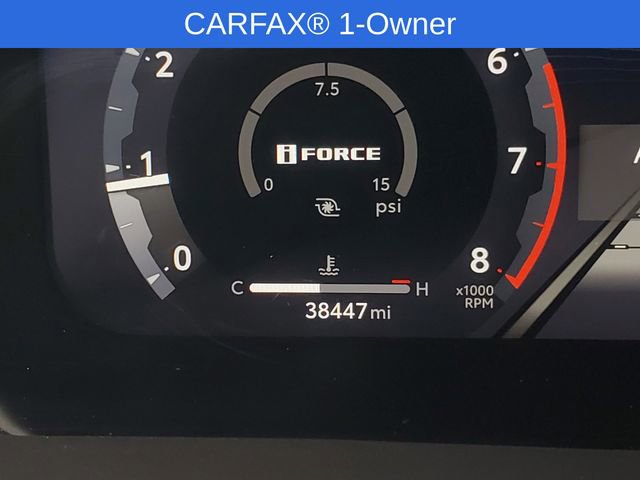 CARFAX® 1-Owner
2
6
7.5
i FORCE
1
7
0
15
psi
0
8
C
H
x1000
RPM
38447 mi